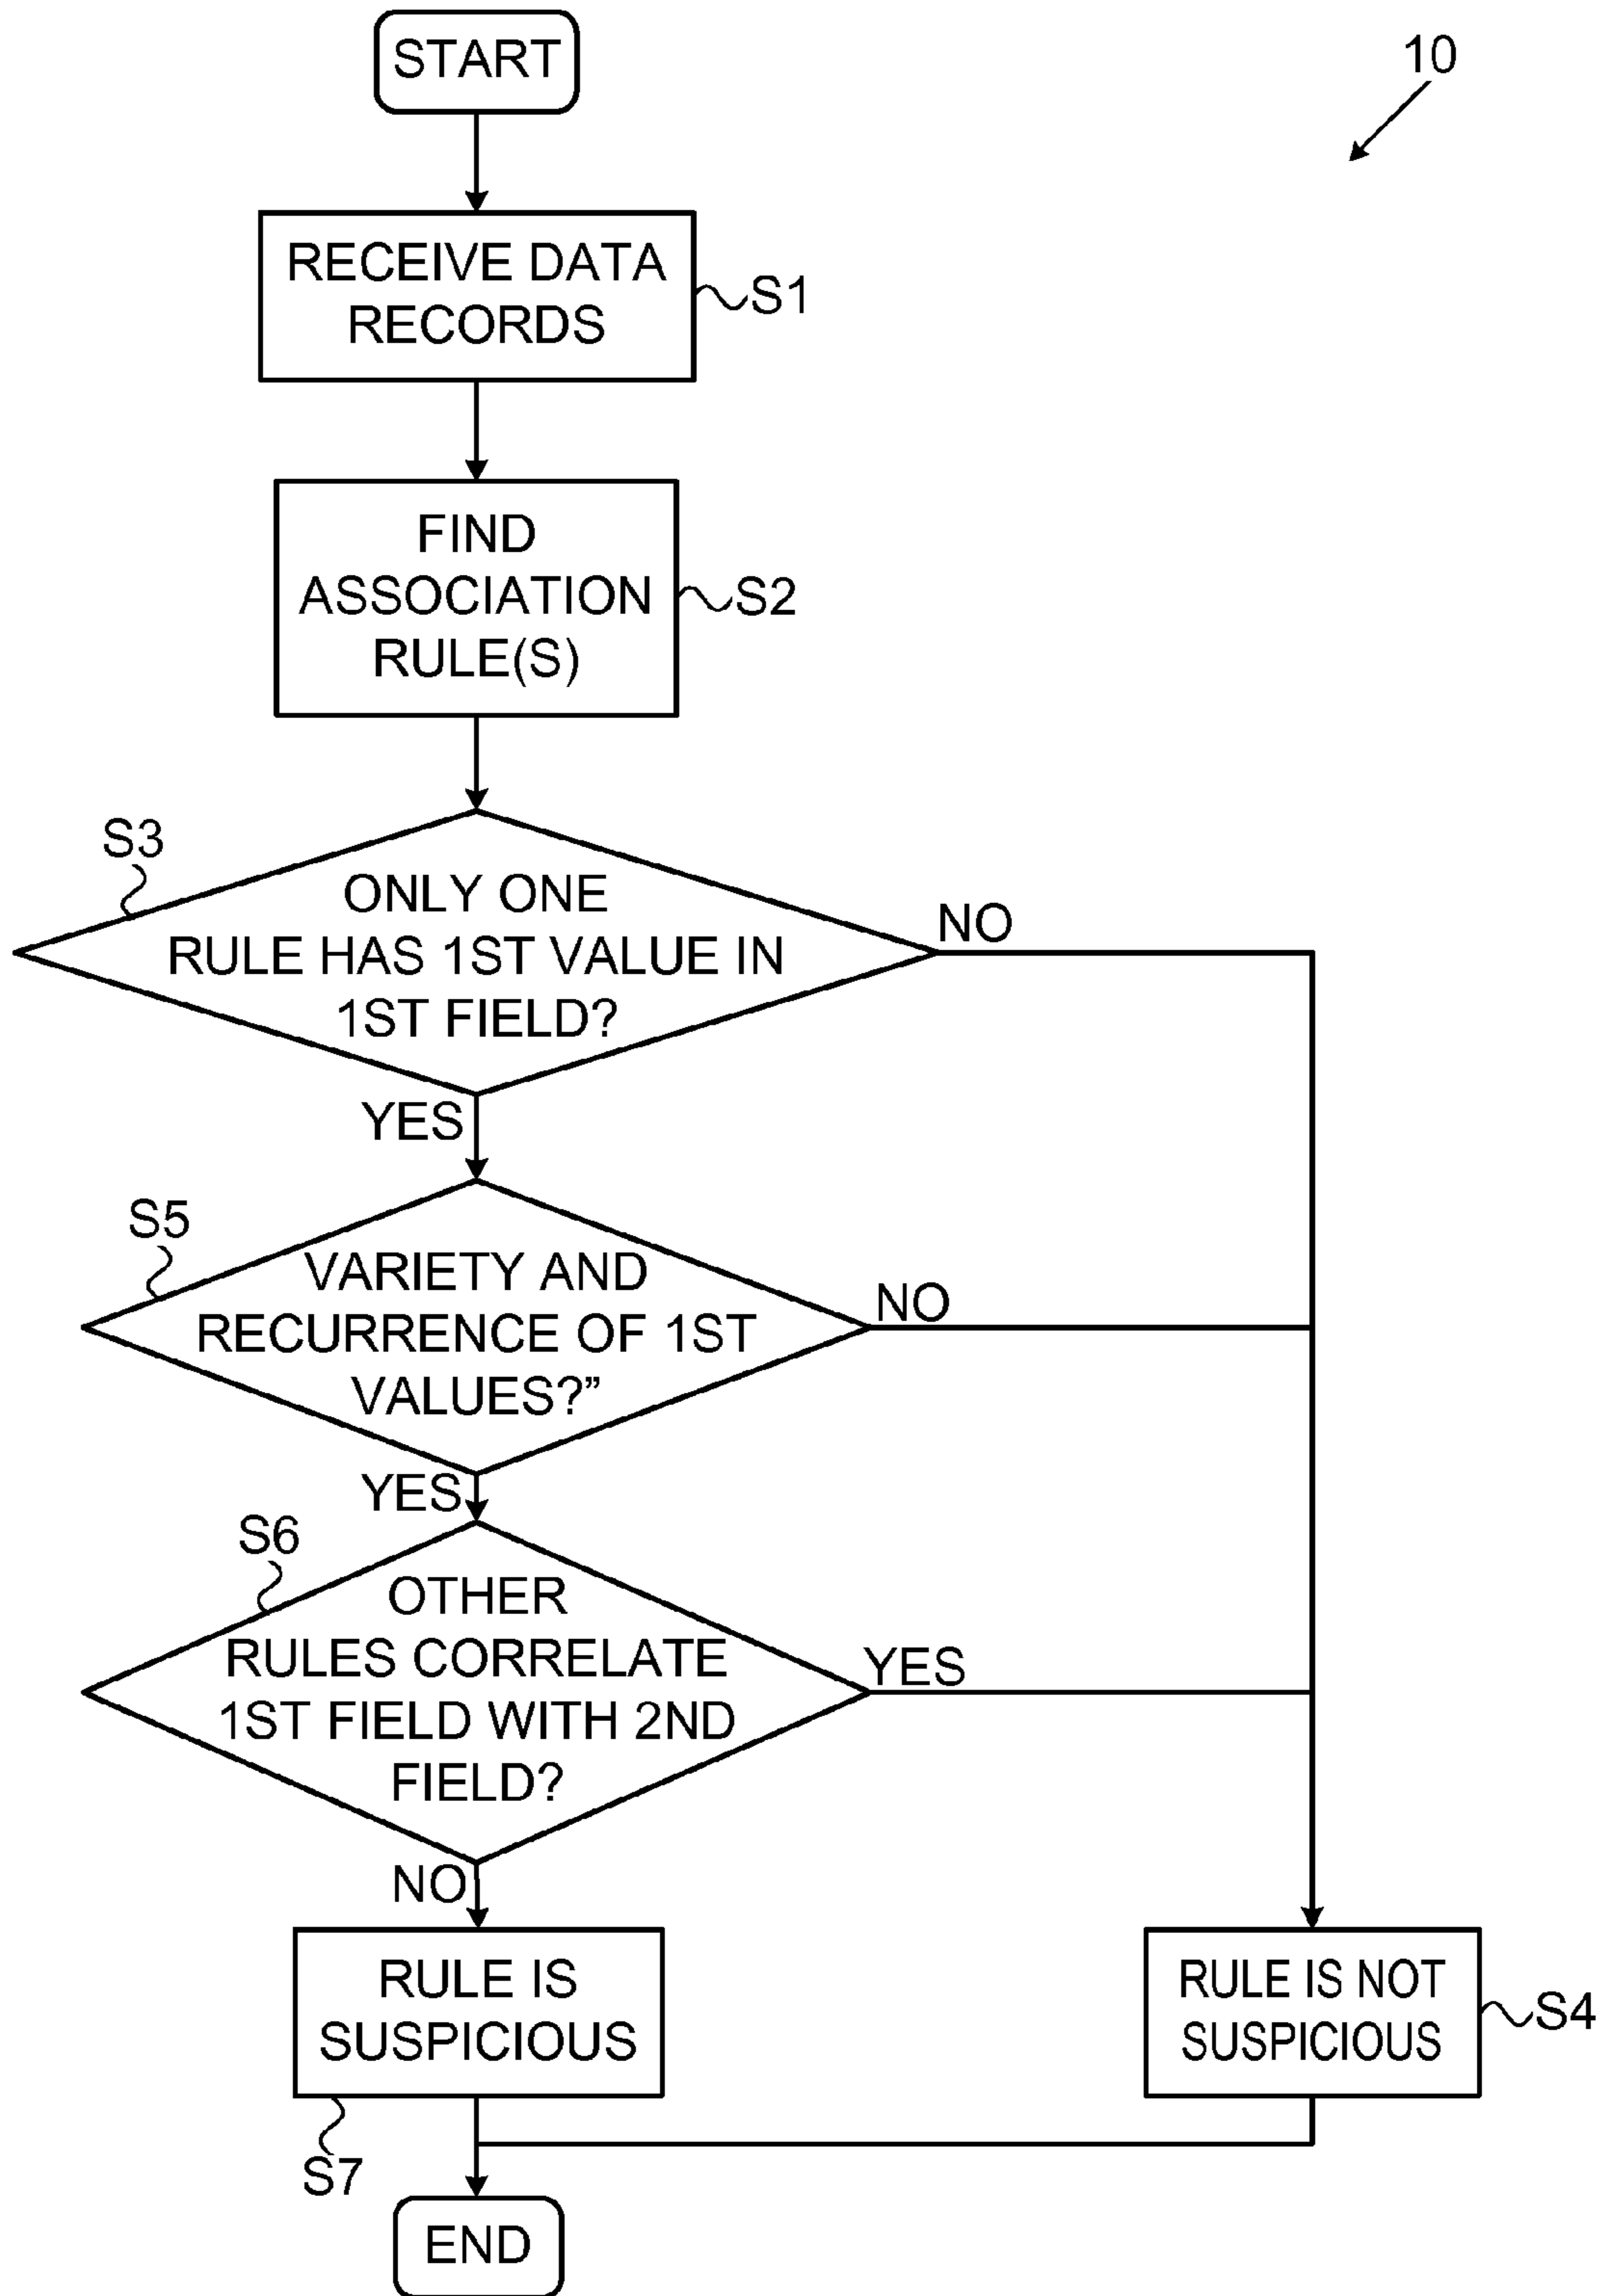 START
10
RECEIVE DATA
RECORDS
S1
FIND
ASSOCIATION
RULE(S)
S2
S3
ONLY ONE
RULE HAS 1ST VALUE IN
1ST FIELD?
NO
YES
S5
VARIETY AND
RECURRENCE OF 1ST
VALUES?”
NO
YES
S6
OTHER
RULES CORRELATE
1ST FIELD WITH 2ND
FIELD?
YES
NO
RULE IS
SUSPICIOUS
S7
RULE IS NOT
SUSPICIOUS
S4
END